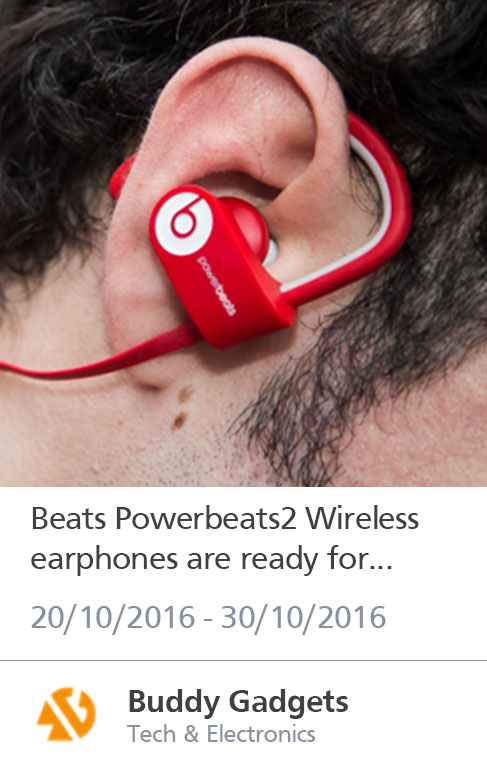 powerbeats
Beats Powerbeats2 Wireless
earphones are ready for...
20/10/2016 - 30/10/2016
Buddy Gadgets
Tech & Electronics